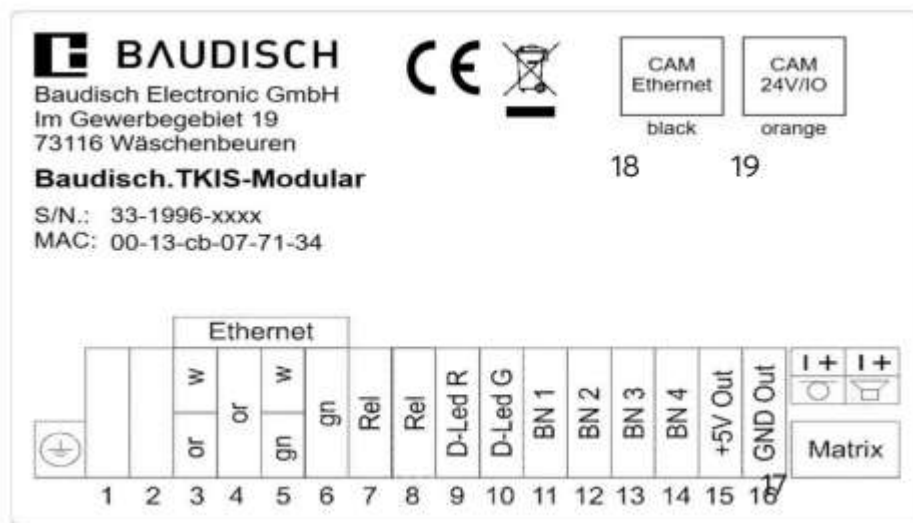 BAUDISCH
Baudisch Electronic GmbH
Im Gewerbegebiet 19
73116 Wäschenbeuren
Baudisch.TKIS-Modular
S/N.: 33-1996-xxxx
MAC: 00-13-cb-07-71-34
CE
CAM Ethernet
black
18
CAM 24V/IO
orange
19
Ethernet
or w
or
gn w
gn
Rel
Rel
D-Led R
D-Led G
BN 1
BN 2
BN 3
BN 4
+5V Out
GND Out
I + I +
Matrix
1 2 3 4 5 6 7 8 9 10 11 12 13 14 15 16 17